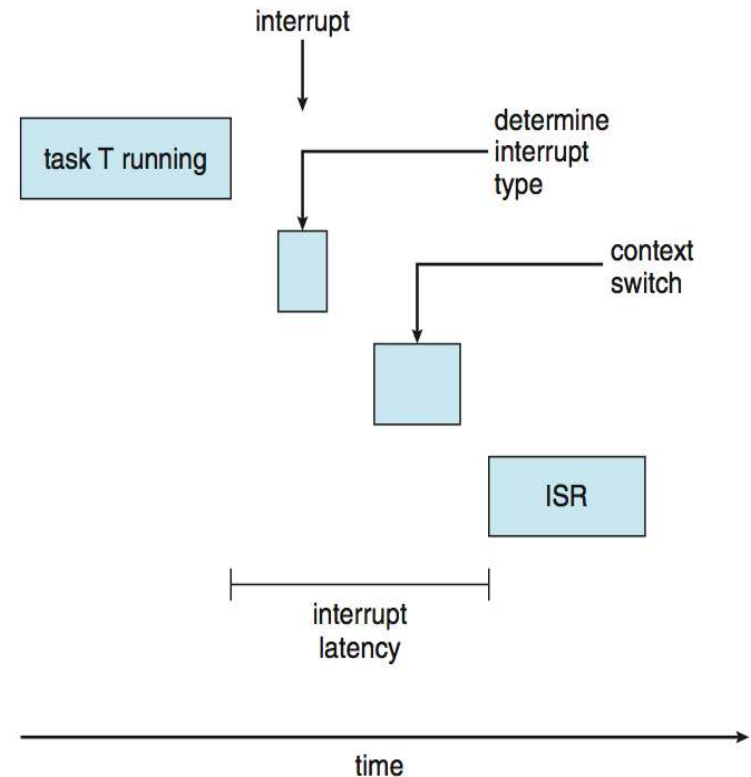 interrupt
task T running
determine
interrupt
type
context
switch
ISR
interrupt
latency
time